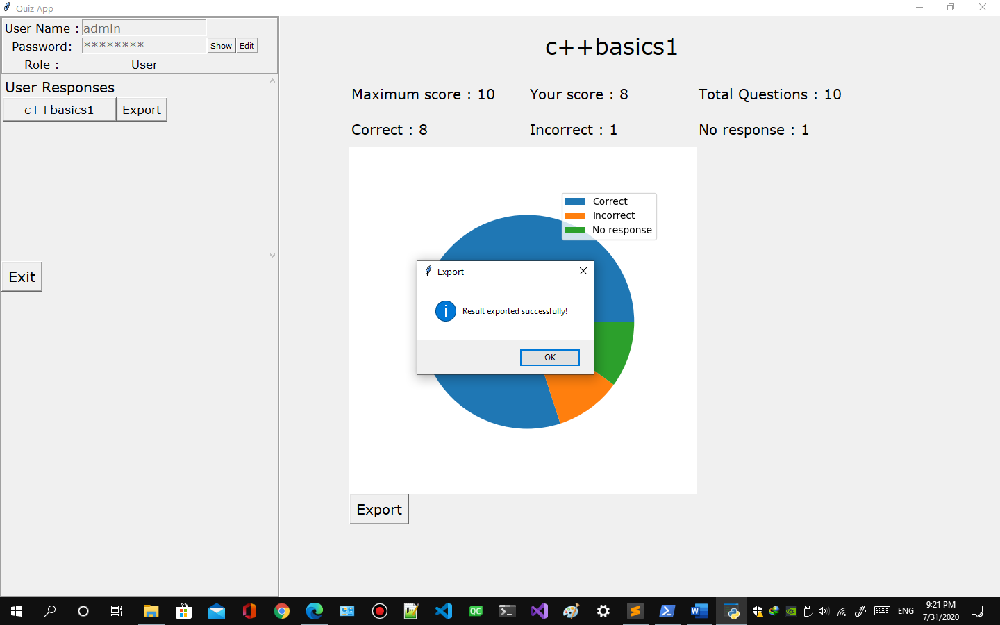 Quiz App
User Name : admin
Password: ******** Show Edit
Role : User
User Responses
c++basics1 Export
Exit
c++basics1
Maximum score : 10 Your score : 8 Total Questions : 10
Correct : 8 Incorrect : 1 No response : 1
Correct
Incorrect
No response
Export
Result exported successfully!
OK
Export
QC
W
ENG
9:21 PM
7/31/2020